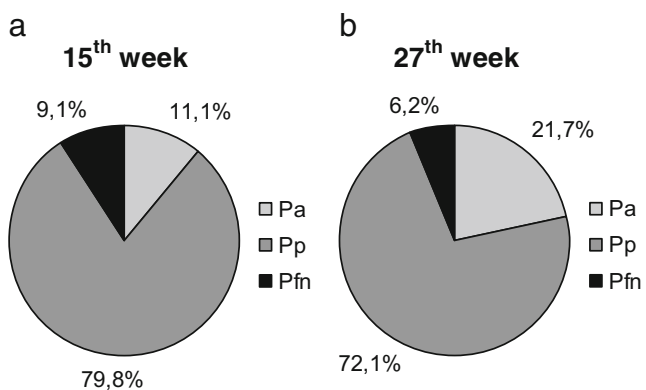 a
15th week
9,1%
11,1%
Pa
Pp
Pfn
79,8%
b
27th week
6,2%
21,7%
Pa
Pp
Pfn
72,1%